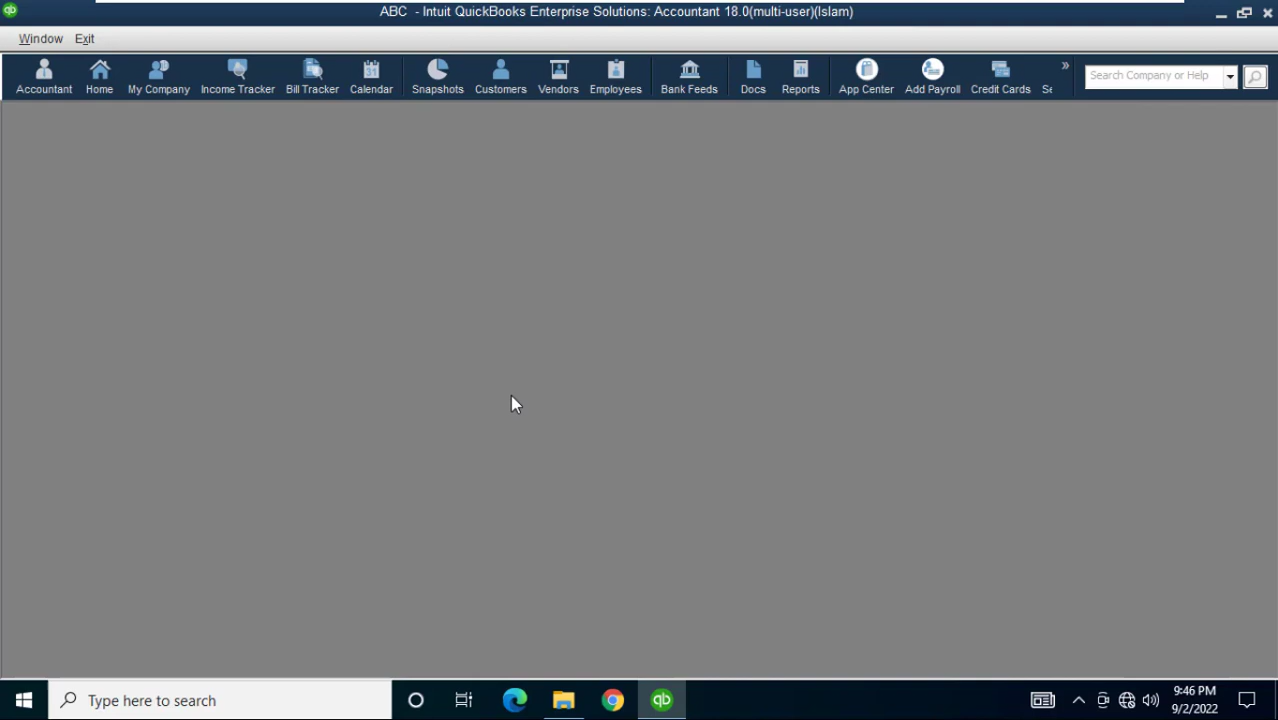 ABC - Intuit QuickBooks Enterprise Solutions: Accountant 18.0(multi-user)(Islam)
Window Exit
Accountant Home My Company Income Tracker Bill Tracker Calendar Snapshots Customers Vendors Employees Bank Feeds Docs Reports App Center Add Payroll Credit Cards Se » Search Company or Help
Type here to search
9:46 PM
9/2/2022